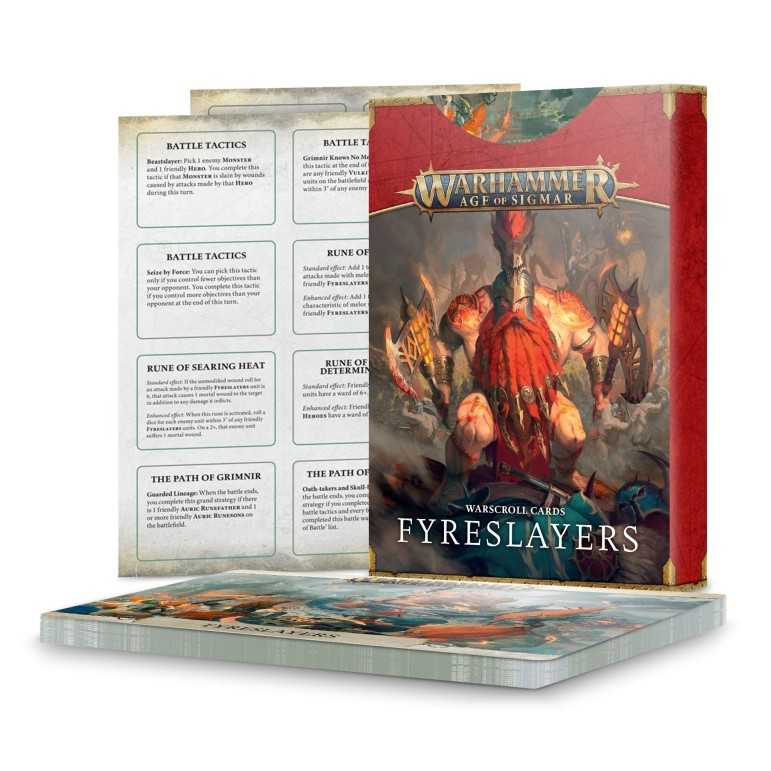 BATTLE TACTICS
Beastslayer: Pick 1 enemy MONSTER
and 1 friendly HERO. You complete this
tactic if that MONSTER is slain by wounds
caused by attacks made by that HERO
during this turn.
BATTLE TACTICS
Seize by Force: You can pick this tactic
only if you control fewer objectives than
your opponent. You complete this tactic
if you control more objectives than your
opponent at the end of this turn.
RUNE OF SEARING HEAT
Standard effect: If the unmodified wound roll for
an attack made by a friendly FYRESLAYERS unit is
6, that attack causes 1 mortal wound to the target
in addition to any damage it inflicts.
Enhanced effect: When this rune is activated, roll a
dice for each enemy unit within 3" of any friendly
FYRESLAYERS units. On a 2+, that enemy unit
suffers 1 mortal wound.
THE PATH OF GRIMNIR
Guarded Lineage: When the battle ends,
you complete this grand strategy if there
is 1 friendly AURIC RUNEFATHER and 1
or more friendly AURIC RUNESONS on
the battlefield.
BATTLE
Grimnir Knows No
this tactic at the end of
are any friendly
units on the battlefield
within 3" of any enemy
RUNE OF
Standard effect: Add 1
attacks made with
friendly FYRESLAYERS
Enhanced effect: Add 1
characteristic of melee
friendly FYRESLAYERS
RUNE OF
Standard effect:
units have a ward of 6+.
Enhanced effect:
HEROES have a ward of
THE PATH OF
Oath-takers and
the battle ends, you
strategy if you completed
battle tactics and every
completed this battle
of Battle' list.
WARHAMMER
AGE OF SIGMAR
WARSCROLL CARDS
FYRESLAYERS
FYRESLAYERS